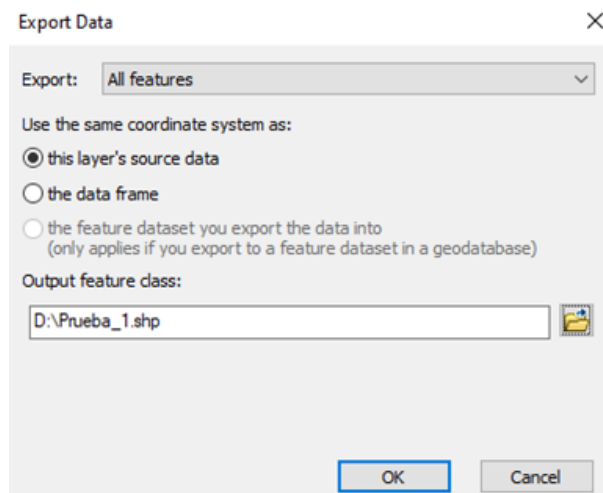 Export Data
Export: All features
Use the same coordinate system as:
this layer's source data
the data frame
the feature dataset you export the data into
(only applies if you export to a feature dataset in a geodatabase)
Output feature class:
D:\Prueba_1.shp
OK Cancel